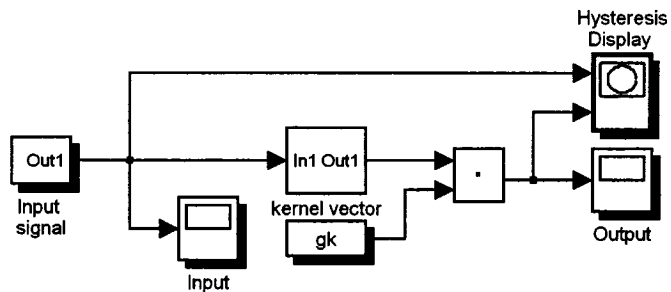 Hysteresis
Display
Out1
Input
signal
In1 Out1
kernel vector
gk
Input
Output